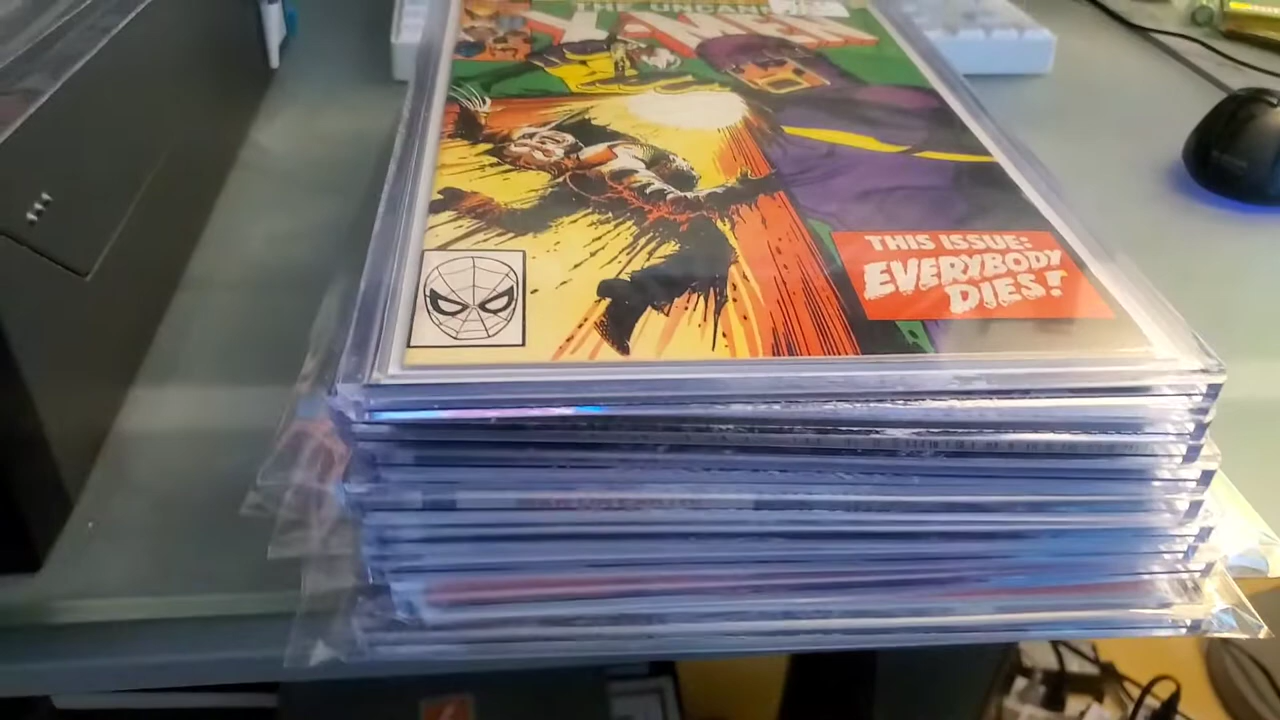 THE UNCANNY
X-MEN
THIS ISSUE:
EVERYBODY
DIES!